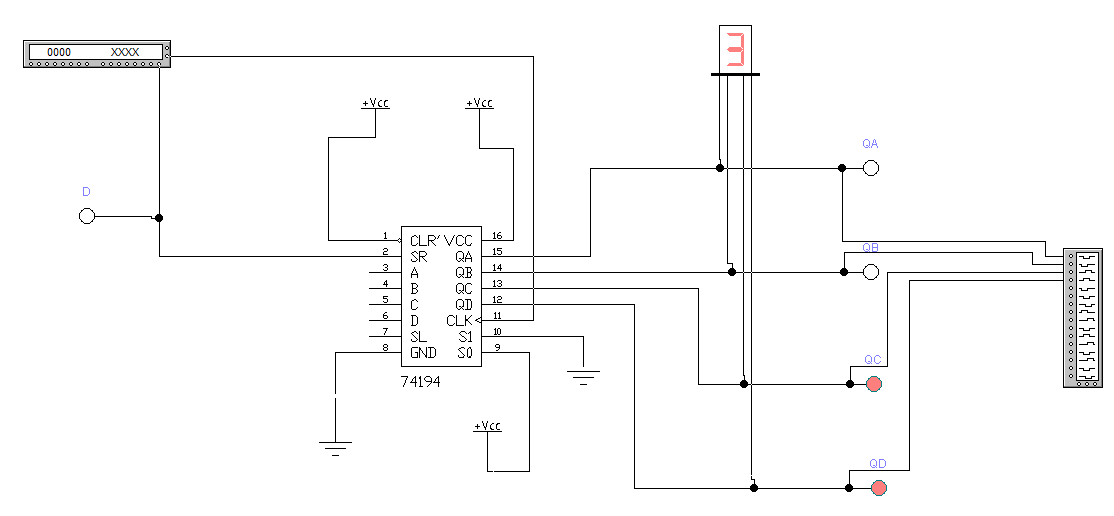 0000 XXXX
3
+Vcc +Vcc
QA
D
1 CLR' VCC 16
2 SR QA 15
3 A QB 14
4 B QC 13
5 C QD 12
6 D CLK 11
7 SL S1 10
8 GND S0 9
74194
QB
QC
+Vcc
QD